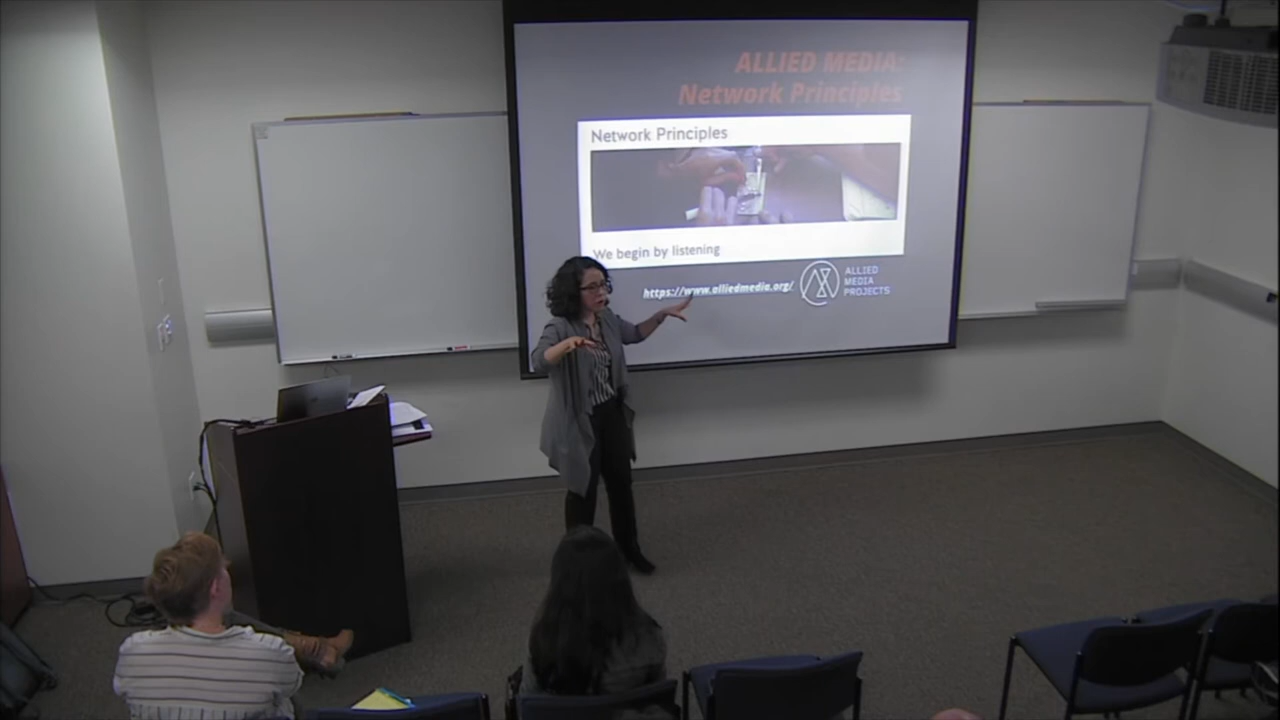 ALLIED MEDIA:
Network Principles
Network Principles
We begin by listening
https://www.alliedmedia.org/
ALLIED
MEDIA
PROJECTS